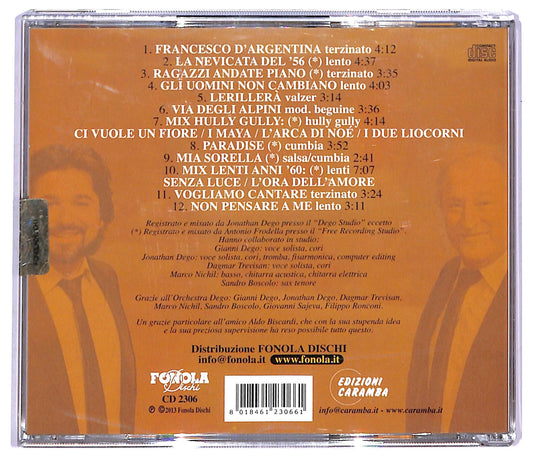 1. FRANCESCO D'ARGENTINA terzinato 4:12
2. LA NEVICATA DEL '56 (*) lento 4:37
3. RAGAZZI ANDATE PIANO (*) terzinato 3:35
4. GLI UOMINI NON CAMBIANO lento 4:03
5. LERILLERÀ valzer 3:14
6. VIA DEGLI ALPINI mod. beguine 3:36
7. MIX HULLY GULLY: (*) hully gully 4:14
CI VUOLE UN FIORE / I MAYA / L'ARCA DI NOÉ / I DUE LIOCORNI
8. PARADISE (*) cumbia 3:52
9. MIA SORELLA (*) salsa/cumbia 2:41
10. MIX LENTI ANNI '60: (*) lenti 7:07
SENZA LUCE / L'ORA DELL'AMORE
11. VOGLIAMO CANTARE terzinato 3:24
12. NON PENSARE A ME lento 3:11
COMPACT
disc
DIGITAL AUDIO
Registrato e mixato da Jonathan Dego presso il "Dego Studio" eccetto
(*) Registrato e mixato da Antonio Frodella presso il "Free Recording Studio".
Hanno collaborato in studio:
Gianni Dego: voce solista, cori
Jonathan Dego: voce solista, cori, tromba, fisarmonica, computer editing
Dagmar Trevisan: voce solista, cori
Marco Nichil: basso, chitarra acustica, chitarra elettrica
Sandro Boscolo: sax tenore
Grazie all'Orchestra Dego: Gianni Dego, Jonathan Dego, Dagmar Trevisan,
Marco Nichil, Sandro Boscolo, Giovanni Sajeva, Filippo Ronconi.
Un grazie particolare all'amico Aldo Biscardi, che con la sua stupenda idea
e la sua preziosa supervisione ha reso possibile tutto questo.
Distribuzione FONOLA DISCHI
info@fonola.it www.fonola.it
FONOLA
Dischi
CD 2306
℗ © 2013 Fonola Dischi
8 018461 230661
EDIZIONI
CARAMBA
info@caramba.it - www.caramba.it